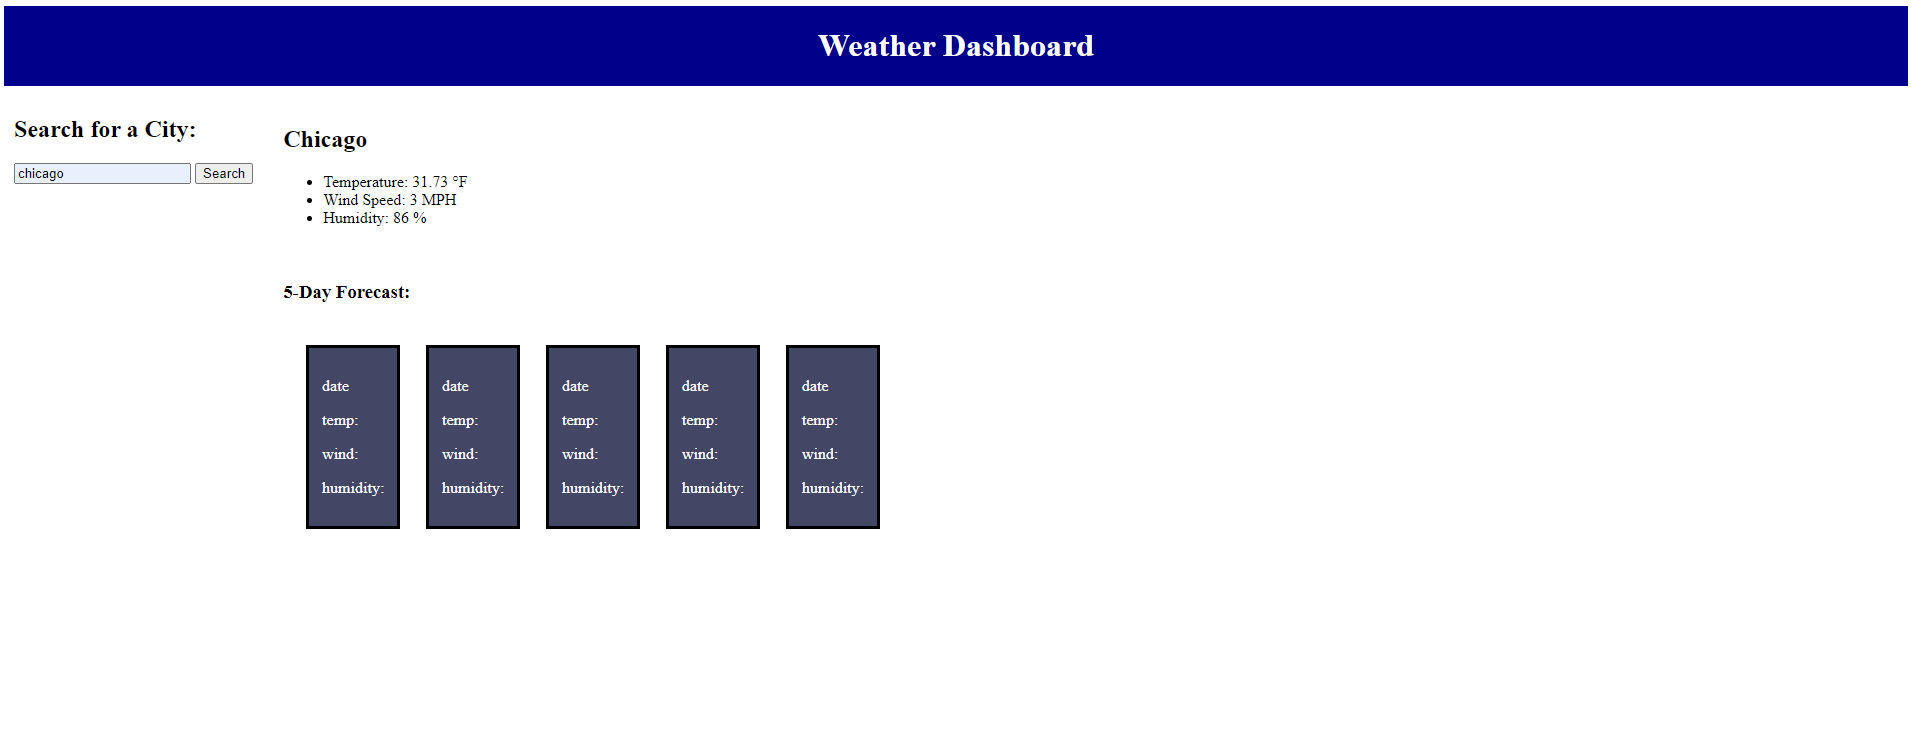 Weather Dashboard
Search for a City:
chicago Search
Chicago
• Temperature: 31.73 °F
• Wind Speed: 3 MPH
• Humidity: 86 %
5-Day Forecast:
date
temp:
wind:
humidity:
date
temp:
wind:
humidity:
date
temp:
wind:
humidity:
date
temp:
wind:
humidity:
date
temp:
wind:
humidity: